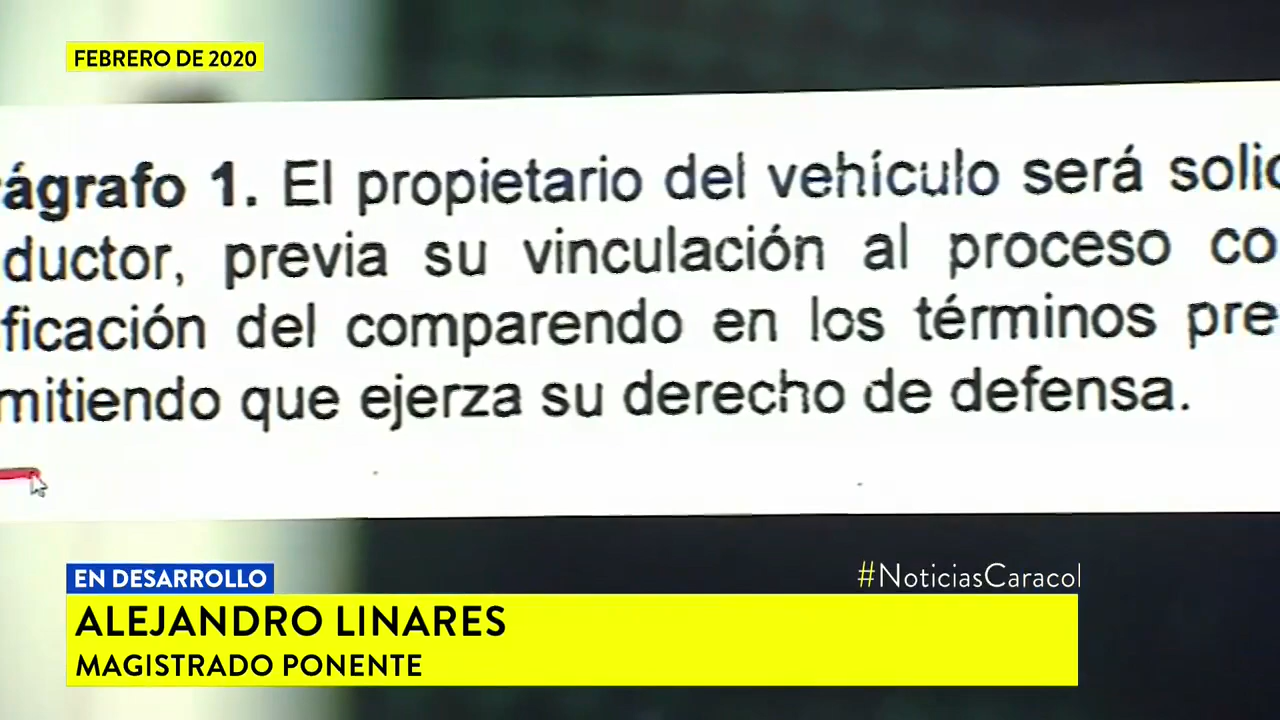 FEBRERO DE 2020
ágrafo 1. El propietario del vehículo será solic
ductor, previa su vinculación al proceso co
ficación del comparendo en los términos pre
mitiendo que ejerza su derecho de defensa.
EN DESARROLLO
#NoticiasCaracol
ALEJANDRO LINARES
MAGISTRADO PONENTE